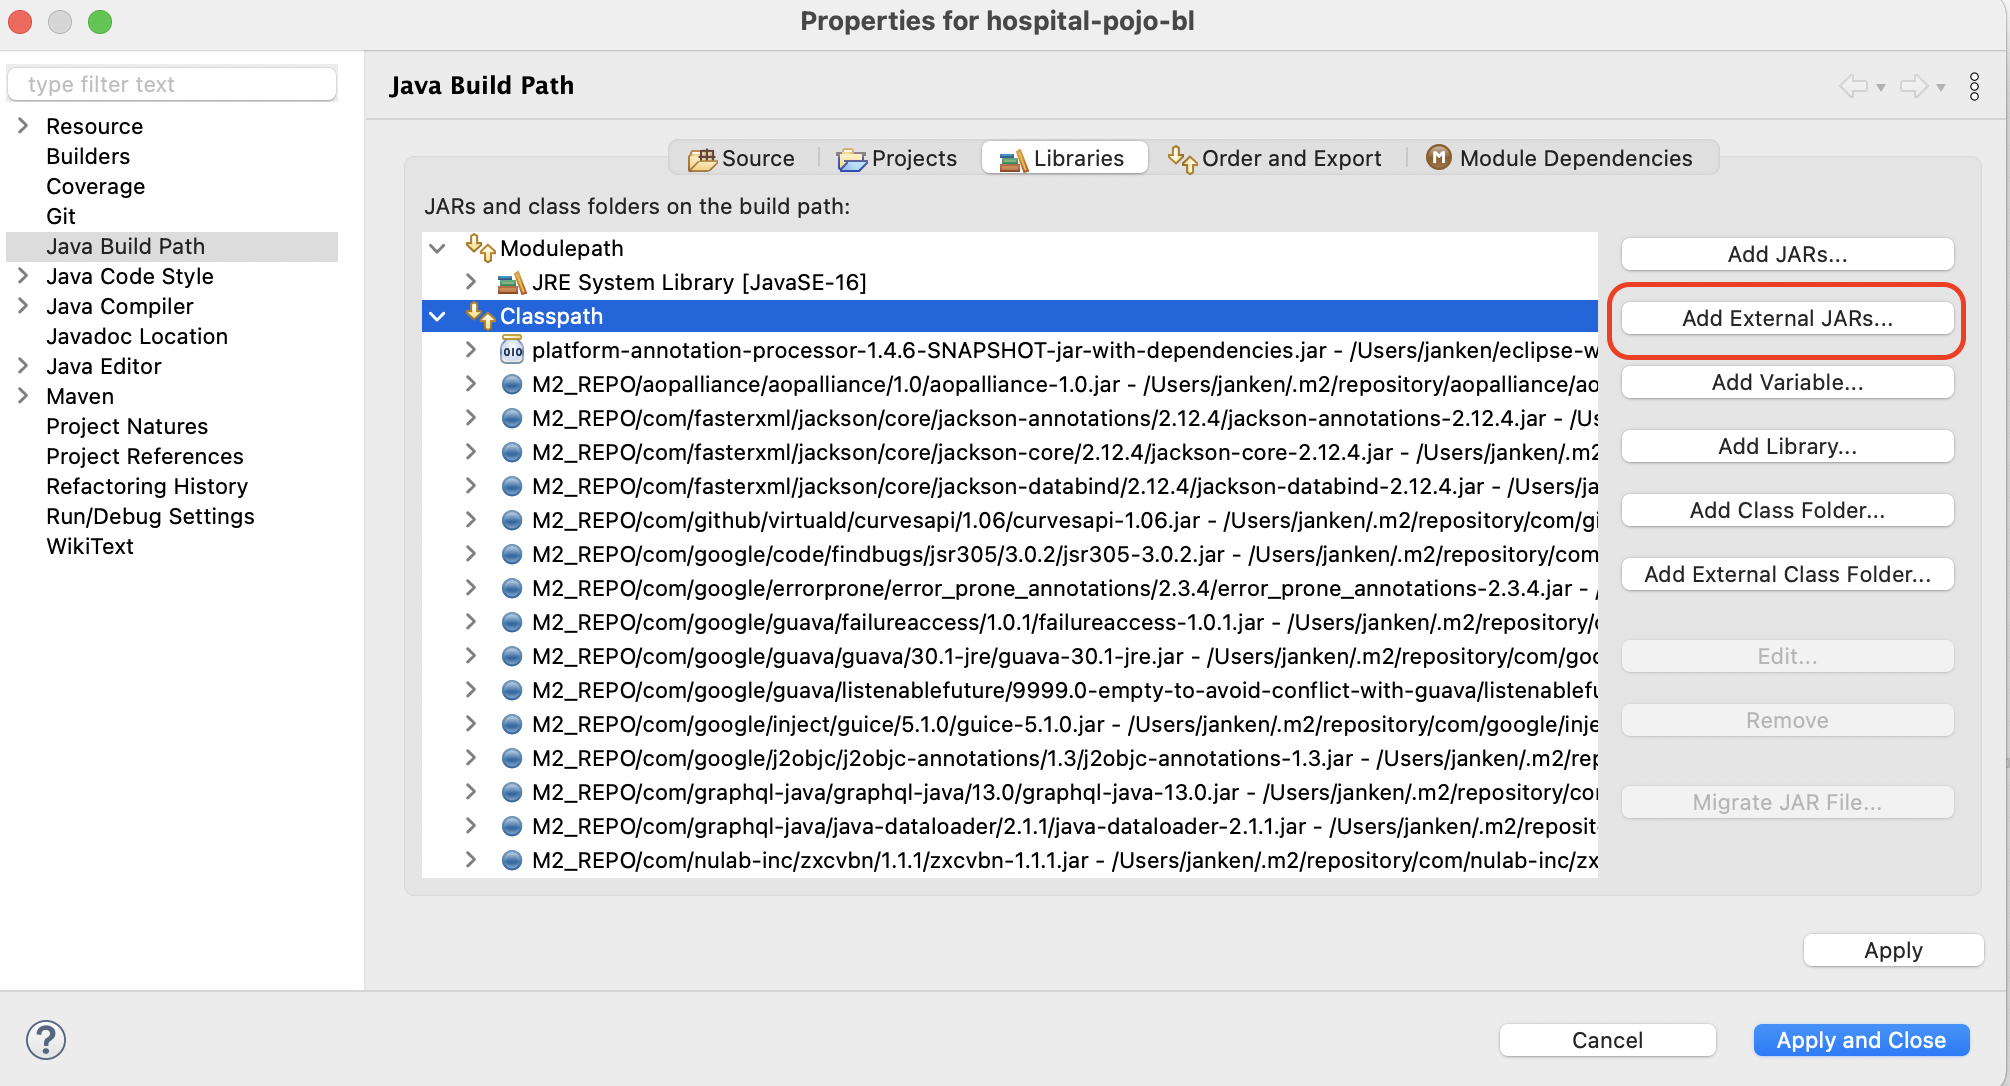 Properties for hospital-pojo-bl
type filter text
Resource
Builders
Coverage
Git
Java Build Path
Java Code Style
Java Compiler
Javadoc Location
Java Editor
Maven
Project Natures
Project References
Refactoring History
Run/Debug Settings
WikiText
Java Build Path
Source
Projects
Libraries
Order and Export
M Module Dependencies
JARs and class folders on the build path:
Modulepath
JRE System Library [JavaSE-16]
Classpath
010 platform-annotation-processor-1.4.6-SNAPSHOT-jar-with-dependencies.jar - /Users/janken/eclipse-w
M2_REPO/aopalliance/aopalliance/1.0/aopalliance-1.0.jar - /Users/janken/.m2/repository/aopalliance/ao
M2_REPO/com/fasterxml/jackson/core/jackson-annotations/2.12.4/jackson-annotations-2.12.4.jar - /Us
M2_REPO/com/fasterxml/jackson/core/jackson-core/2.12.4/jackson-core-2.12.4.jar - /Users/janken/.m2
M2_REPO/com/fasterxml/jackson/core/jackson-databind/2.12.4/jackson-databind-2.12.4.jar - /Users/ja
M2_REPO/com/github/virtuald/curvesapi/1.06/curvesapi-1.06.jar - /Users/janken/.m2/repository/com/gi
M2_REPO/com/google/code/findbugs/jsr305/3.0.2/jsr305-3.0.2.jar - /Users/janken/.m2/repository/com
M2_REPO/com/google/errorprone/error_prone_annotations/2.3.4/error_prone_annotations-2.3.4.jar - /
M2_REPO/com/google/guava/failureaccess/1.0.1/failureaccess-1.0.1.jar - /Users/janken/.m2/repository/c
M2_REPO/com/google/guava/guava/30.1-jre/guava-30.1-jre.jar - /Users/janken/.m2/repository/com/goo
M2_REPO/com/google/guava/listenablefuture/9999.0-empty-to-avoid-conflict-with-guava/listenablefu
M2_REPO/com/google/inject/guice/5.1.0/guice-5.1.0.jar - /Users/janken/.m2/repository/com/google/inje
M2_REPO/com/google/j2objc/j2objc-annotations/1.3/j2objc-annotations-1.3.jar - /Users/janken/.m2/rep
M2_REPO/com/graphql-java/graphql-java/13.0/graphql-java-13.0.jar - /Users/janken/.m2/repository/co
M2_REPO/com/graphql-java/java-dataloader/2.1.1/java-dataloader-2.1.1.jar - /Users/janken/.m2/reposit
M2_REPO/com/nulab-inc/zxcvbn/1.1.1/zxcvbn-1.1.1.jar - /Users/janken/.m2/repository/com/nulab-inc/zx
Add JARs...
Add External JARs...
Add Variable...
Add Library...
Add Class Folder...
Add External Class Folder...
Edit...
Remove
Migrate JAR File...
Apply
?
Cancel
Apply and Close